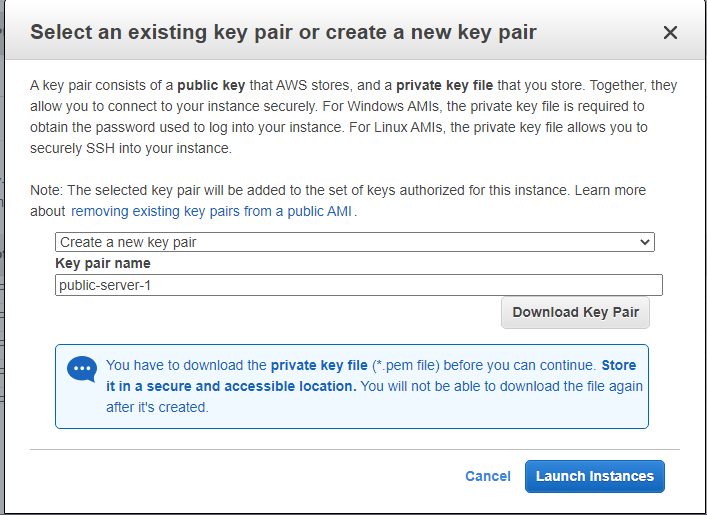 Select an existing key pair or create a new key pair
A key pair consists of a public key that AWS stores, and a private key file that you store. Together, they
allow you to connect to your instance securely. For Windows AMIs, the private key file is required to
obtain the password used to log into your instance. For Linux AMIs, the private key file allows you to
securely SSH into your instance.
Note: The selected key pair will be added to the set of keys authorized for this instance. Learn more
about removing existing key pairs from a public AMI.
Create a new key pair
Key pair name
public-server-1
Download Key Pair
You have to download the private key file (*.pem file) before you can continue. Store
it in a secure and accessible location. You will not be able to download the file again
after it's created.
Cancel
Launch Instances